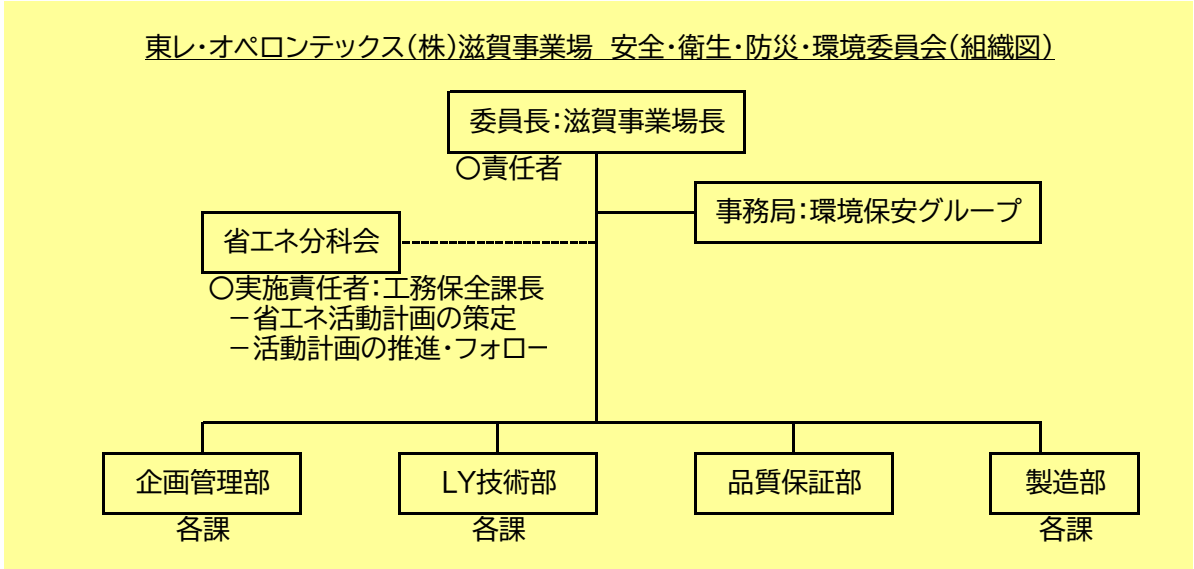 東レ・オペロンテックス(株)滋賀事業場 安全・衛生・防災・環境委員会(組織図)
委員長：滋賀事業場長
○責任者
事務局：環境保安グループ
省エネ分科会
○実施責任者：工務保全課長
－省エネ活動計画の策定
－活動計画の推進・フォロー
企画管理部
LY技術部
品質保証部
製造部
各課
各課
各課